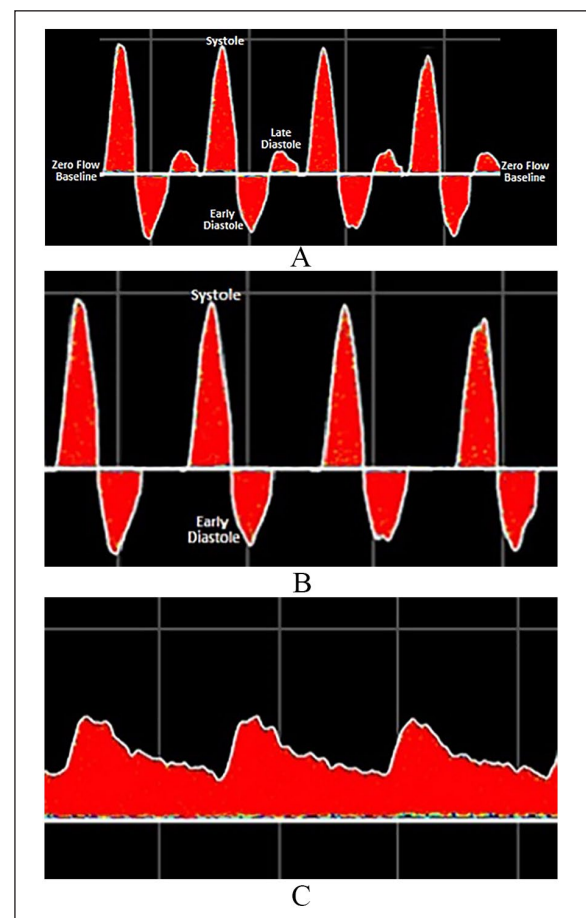 Systole
Late
Diastole
Zero Flow
Baseline
Zero Flow
Baseline
Early
Diastole
A
Systole
Early
Diastole
B
C